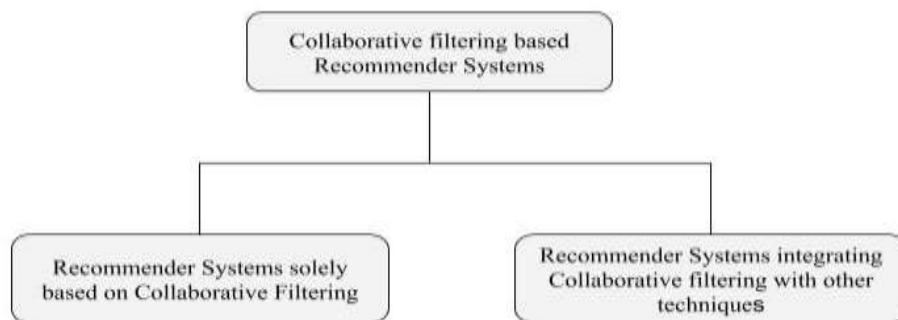 Collaborative filtering based
Recommender Systems
Recommender Systems solely
based on Collaborative Filtering
Recommender Systems integrating
Collaborative filtering with other
techniques